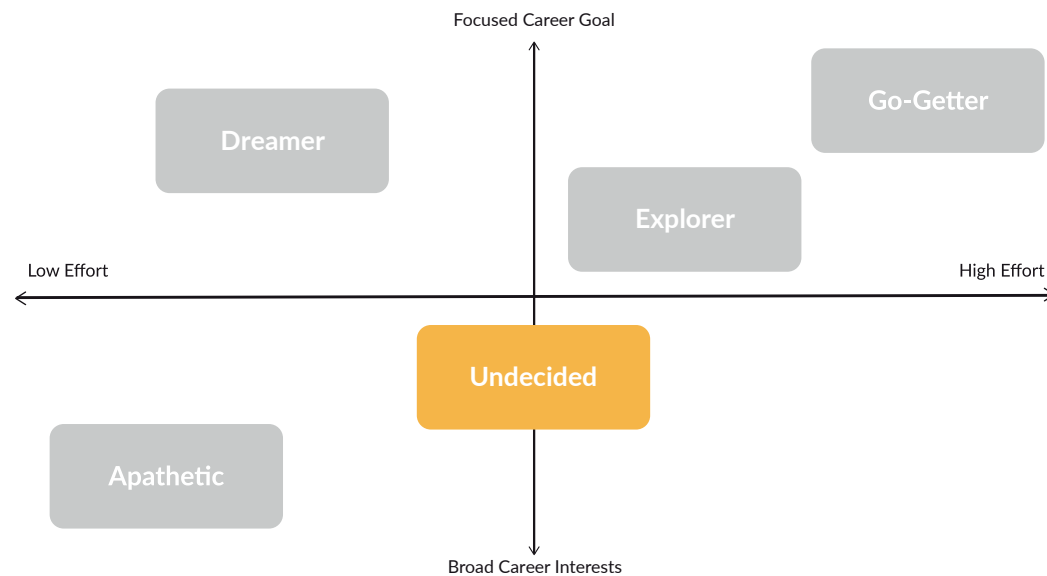 Focused Career Goal
Go-Getter
Dreamer
Explorer
Low Effort
High Effort
Undecided
Apathetic
Broad Career Interests